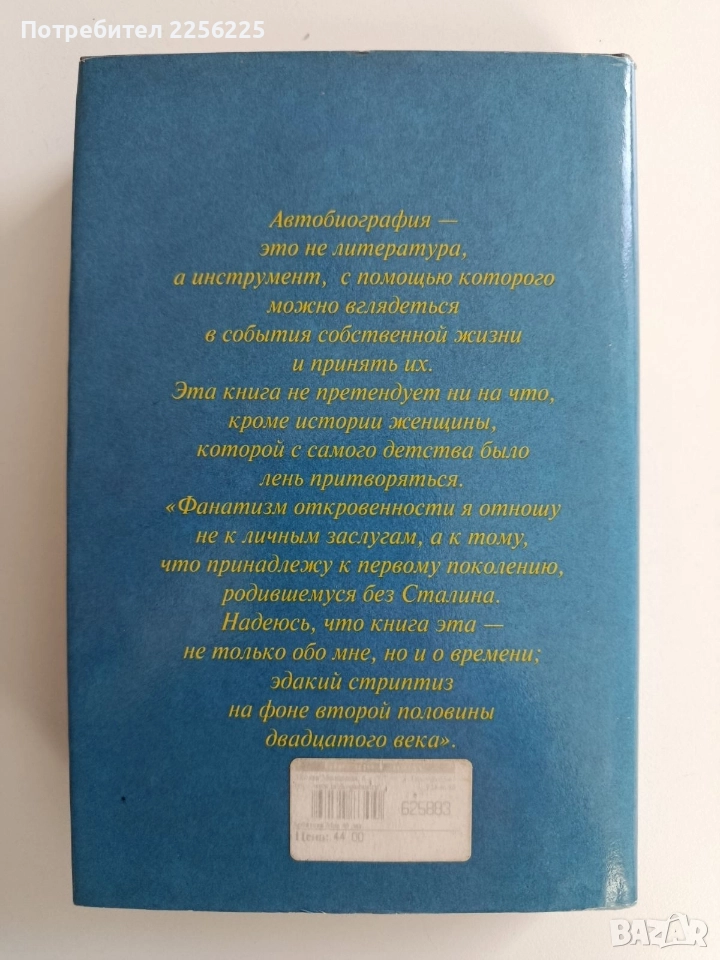 Потребител 2256225
Автобиография —
это не литература,
а инструмент, с помощью которого
можно вглядеться
в события собственной жизни
и принять их.
Эта книга не претендует ни на что,
кроме истории женщины,
которой с самого детства было
лень притворяться.
«Фанатизм откровенности я отношу
не к личным заслугам, а к тому,
что принадлежу к первому поколению,
родившемуся без Сталина.
Надеюсь, что книга эта —
не только обо мне, но и о времени;
эдакий стриптиз
на фоне второй половины
двадцатого века».
625883
Цена: 44.00
BAZAR